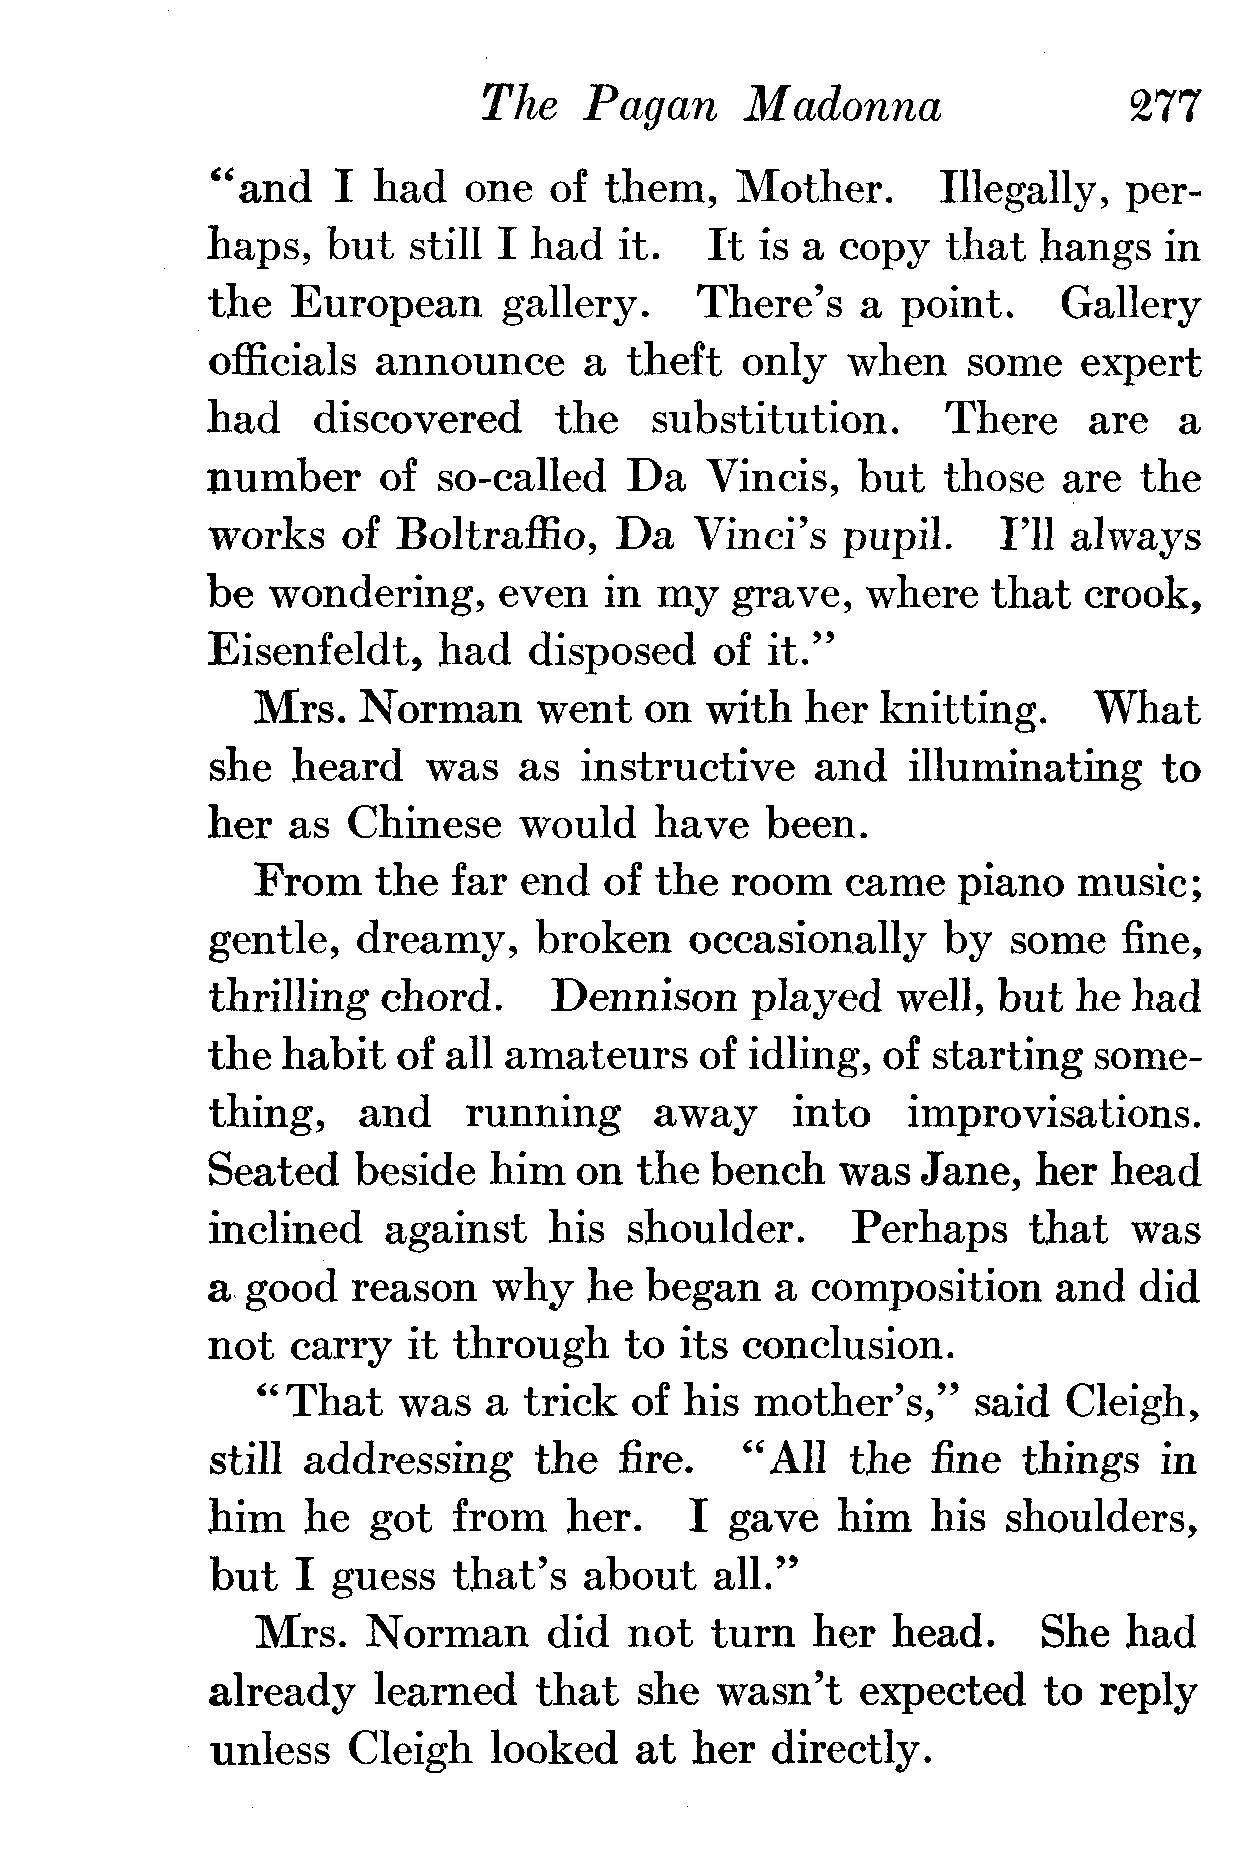 The Pagan Madonna 277
“and I had one of them, Mother. Illegally, per-
haps, but still I had it. It is a copy that hangs in
the European gallery. There’s a point. Gallery
officials announce a theft only when some expert
had discovered the substitution. There are a
number of so-called Da Vincis, but those are the
works of Boltraffio, Da Vinci’s pupil. I’ll always
be wondering, even in my grave, where that crook,
Eisenfeldt, had disposed of it.”
Mrs. Norman went on with her knitting. What
she heard was as instructive and illuminating to
her as Chinese would have been.
From the far end of the room came piano music;
gentle, dreamy, broken occasionally by some fine,
thrilling chord. Dennison played well, but he had
the habit of all amateurs of idling, of starting some-
thing, and running away into improvisations.
Seated beside him on the bench was Jane, her head
inclined against his shoulder. Perhaps that was
a good reason why he began a composition and did
not carry it through to its conclusion.
“That was a trick of his mother’s,” said Cleigh,
still addressing the fire. “All the fine things in
him he got from her. I gave him his shoulders,
but I guess that’s about all.”
Mrs. Norman did not turn her head. She had
already learned that she wasn’t expected to reply
unless Cleigh looked at her directly.